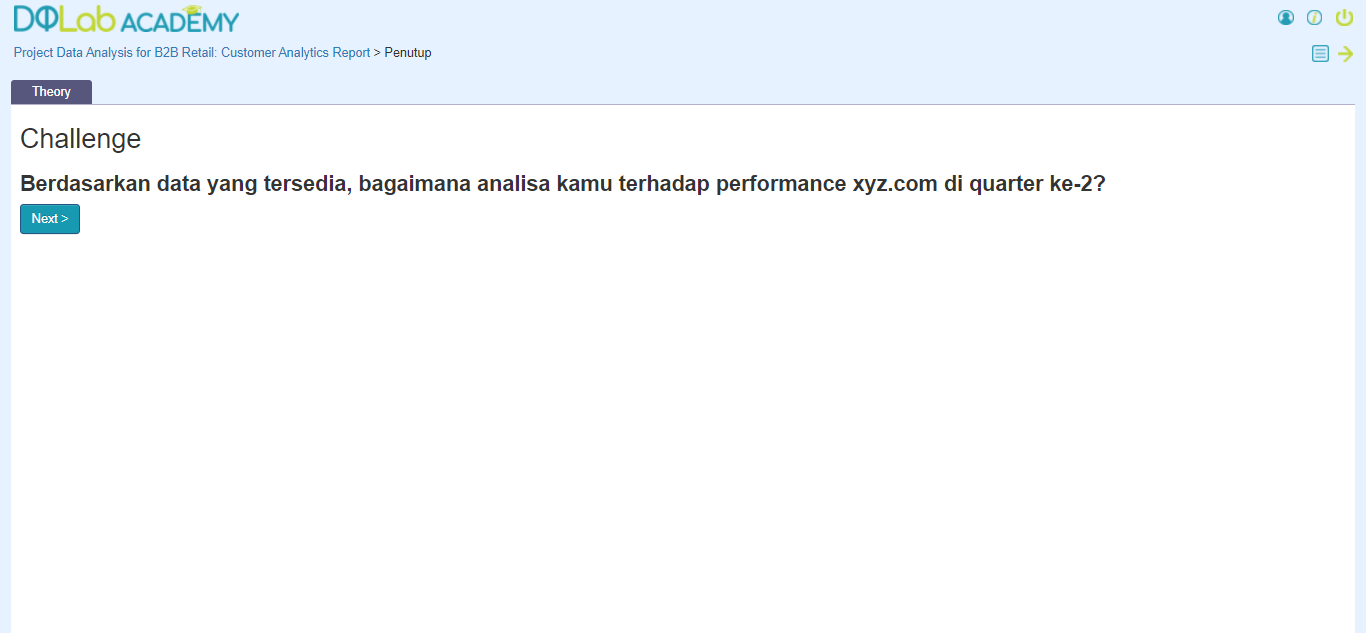 DQLab ACADEMY
Project Data Analysis for B2B Retail: Customer Analytics Report > Penutup
Theory
Challenge
Berdasarkan data yang tersedia, bagaimana analisa kamu terhadap performance xyz.com di quarter ke-2?
Next >